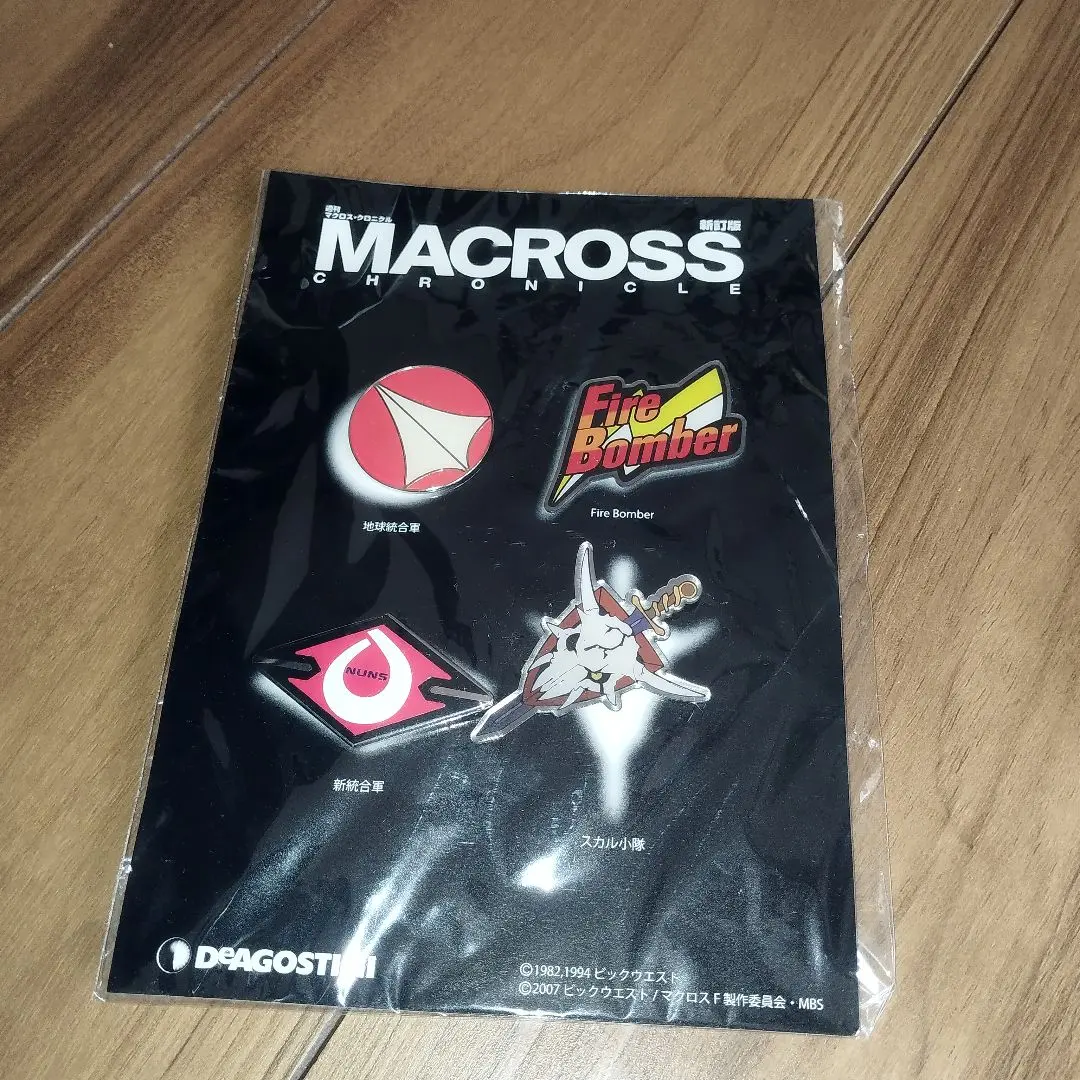 週刊
マクロス・クロニクル
新訂版
MACROSS
CHRONICLE
Fire
Bomber
地球統合軍
Fire Bomber
NUNS
新統合軍
スカル小隊
DeAGOSTINI
©1982,1994 ビックウエスト
©2007 ビックウエスト / マクロスF製作委員会・MBS